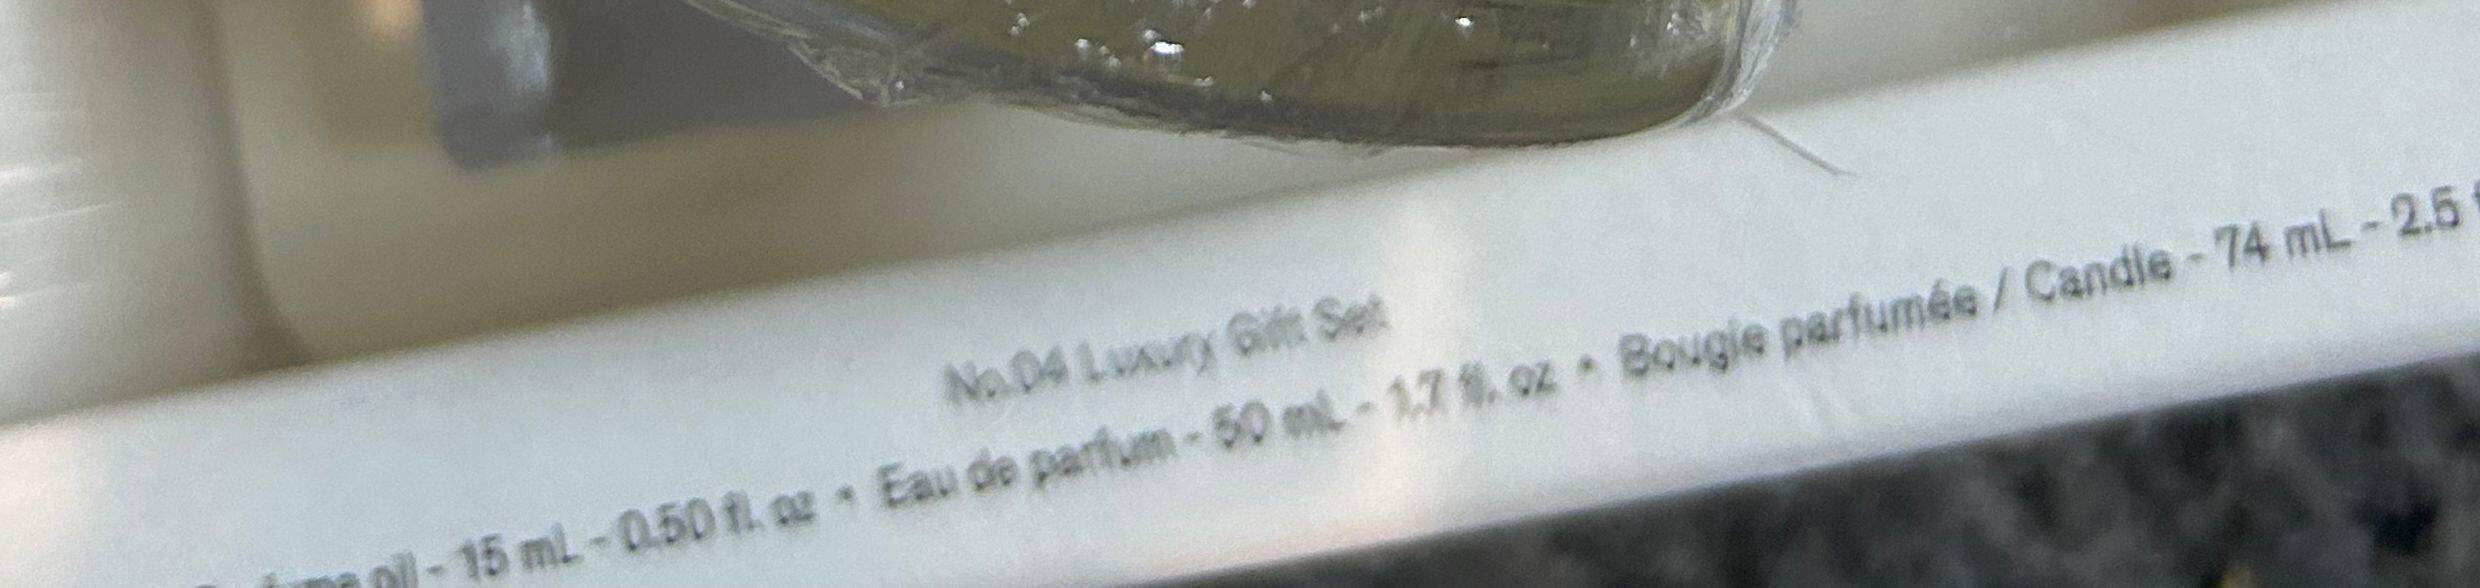 No.04 Luxury Gift Set
oil - 15 mL - 0.50 fl. oz • Eau de parfum - 50 mL - 1.7 fl. oz • Bougie parfumée / Candle - 74 mL - 2.5